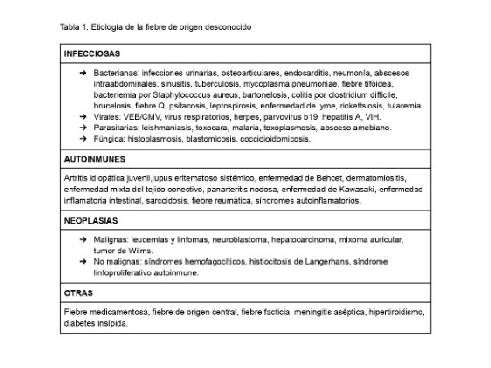 Tabla 1. Etiología de la fiebre de origen desconocido
INFECCIOSAS
➔ Bacterianas: infecciones urinarias, osteoarticulares, endocarditis, neumonía, abscesos
intraabdominales, sinusitis, tuberculosis, mycoplasma pneumoniae, fiebre tifoidea,
bacteriemia por Staphylococcus aureus, bartonelosis, colitis por clostridium difficile,
brucelosis, fiebre Q, psitacosis, leptospirosis, enfermedad de lyme, rickettsiosis, tularemia.
➔ Virales: VEB/CMV, virus respiratorios, herpes, parvovirus b19, hepatitis A, VIH.
➔ Parasitarias: leishmaniasis, toxocara, malaria, toxoplasmosis, absceso amebiano.
➔ Fúngica: histoplasmosis, blastomicosis, coccidioidomicosis.
AUTOINMUNES
Artritis idiopática juvenil, lupus eritematoso sistémico, enfermedad de Behcet, dermatomiositis,
enfermedad mixta del tejido conectivo, panarteritis nodosa, enfermedad de Kawasaki, enfermedad
inflamatoria intestinal, sarcoidosis, fiebre reumática, síndromes autoinflamatorios.
NEOPLASIAS
➔ Malignas: leucemias y linfomas, neuroblastoma, hepatocarcinoma, mixoma auricular,
tumor de Wilms.
➔ No malignas: síndromes hemofagocíticos, histiocitosis de Langerhans, síndrome
linfoproliferativo autoinmune.
OTRAS
Fiebre medicamentosa, fiebre de origen central, fiebre facticia, meningitis aséptica, hipertiroidismo,
diabetes insípida.